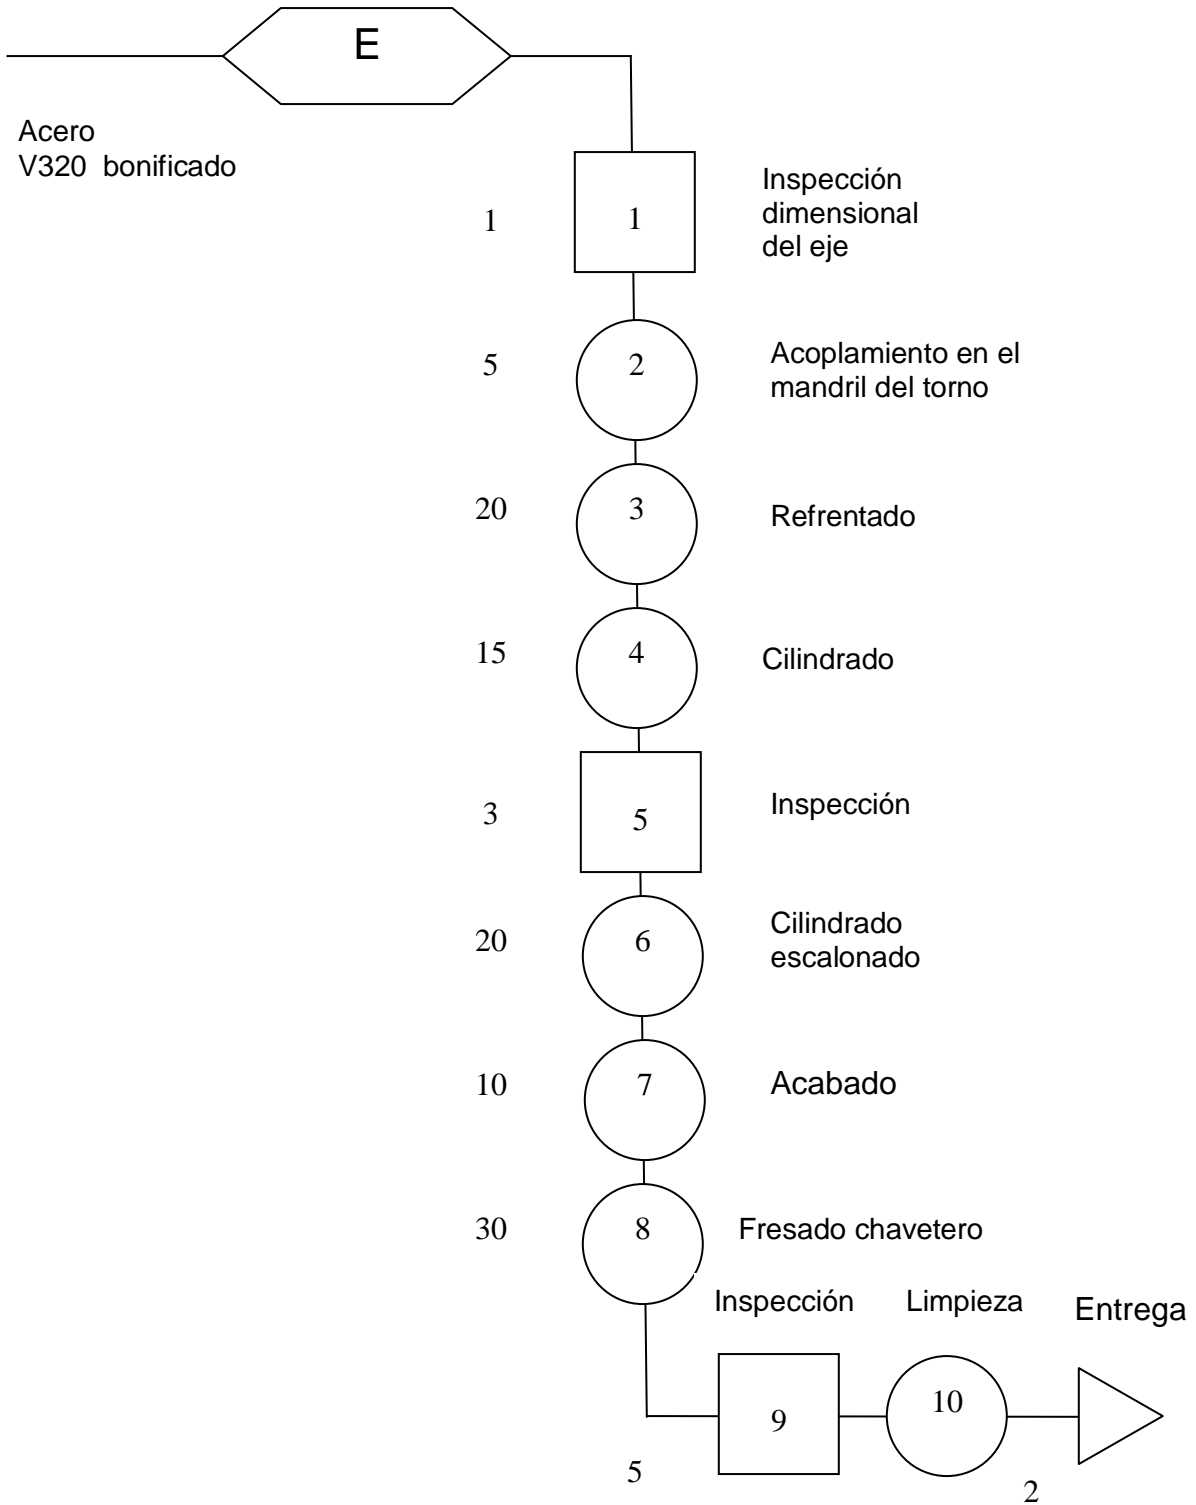 E
Acero
V320 bonificado
1
1
Inspección
dimensional
del eje
5
2
Acoplamiento en el
mandril del torno
20
3
Refrentado
15
4
Cilindrado
3
5
Inspección
20
6
Cilindrado
escalonado
10
7
Acabado
30
8
Fresado chavetero
Inspección
Limpieza
Entrega
9
10
5
2